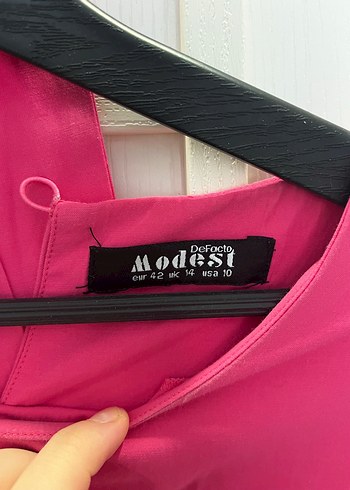 DeFacto
Modest
eur 42 uk 14 usa 10